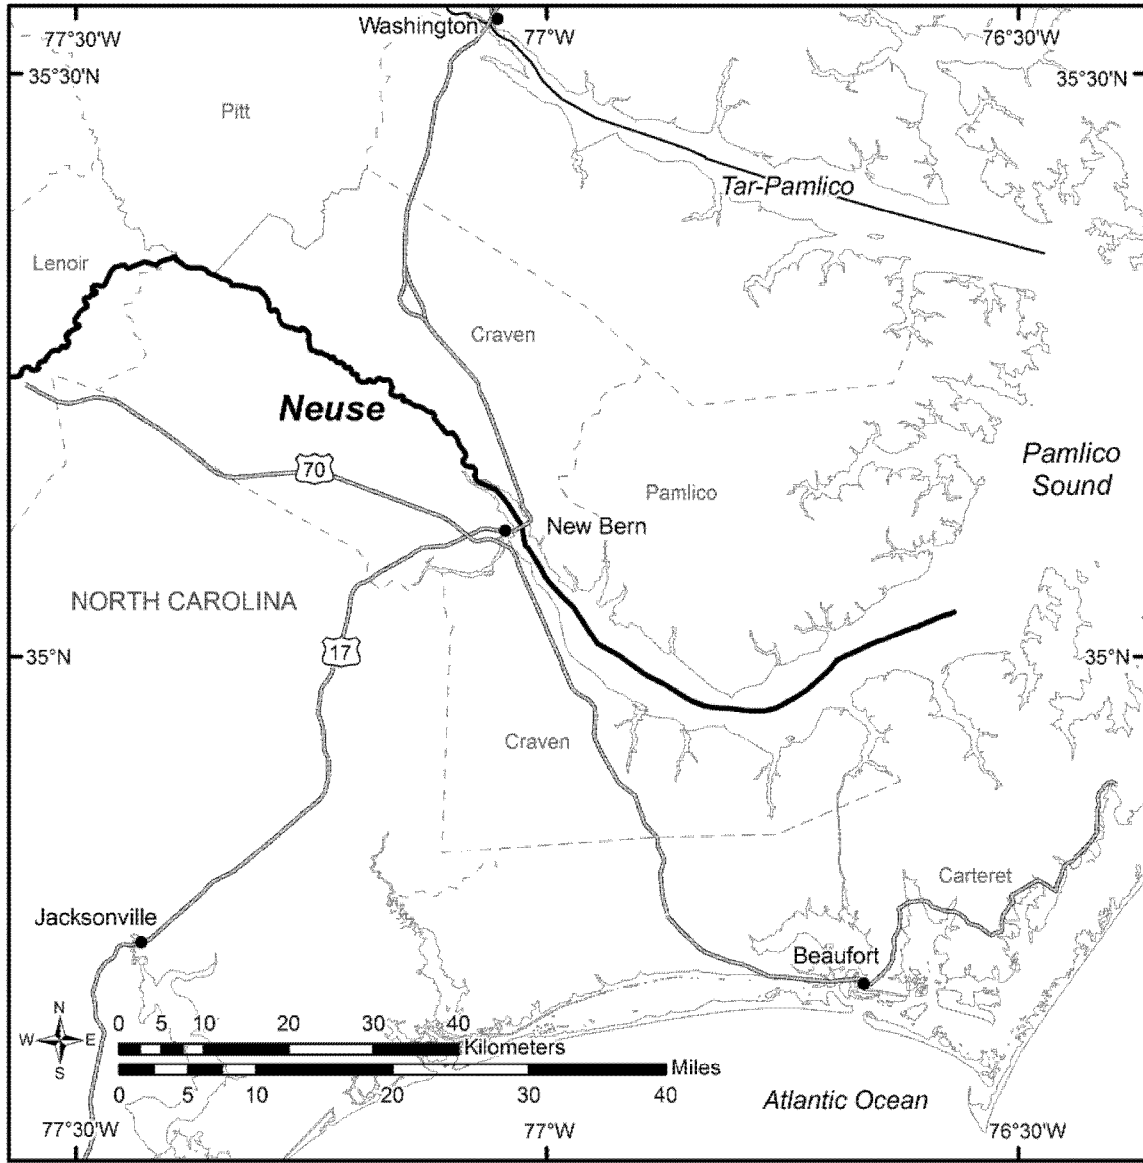 Washington
77°30'W
77°W
76°30'W
35°30'N
35°30'N
Pitt
Tar-Pamlico
Lenoir
Craven
Neuse
Pamlico
Sound
70
Pamlico
New Bern
NORTH CAROLINA
17
35°N
35°N
Craven
Carteret
Jacksonville
Beaufort
N
W
E
S
0 5 10 20 30 40
Kilometers
Miles
0 5 10 20 30 40
Atlantic Ocean
77°30'W
77°W
76°30'W